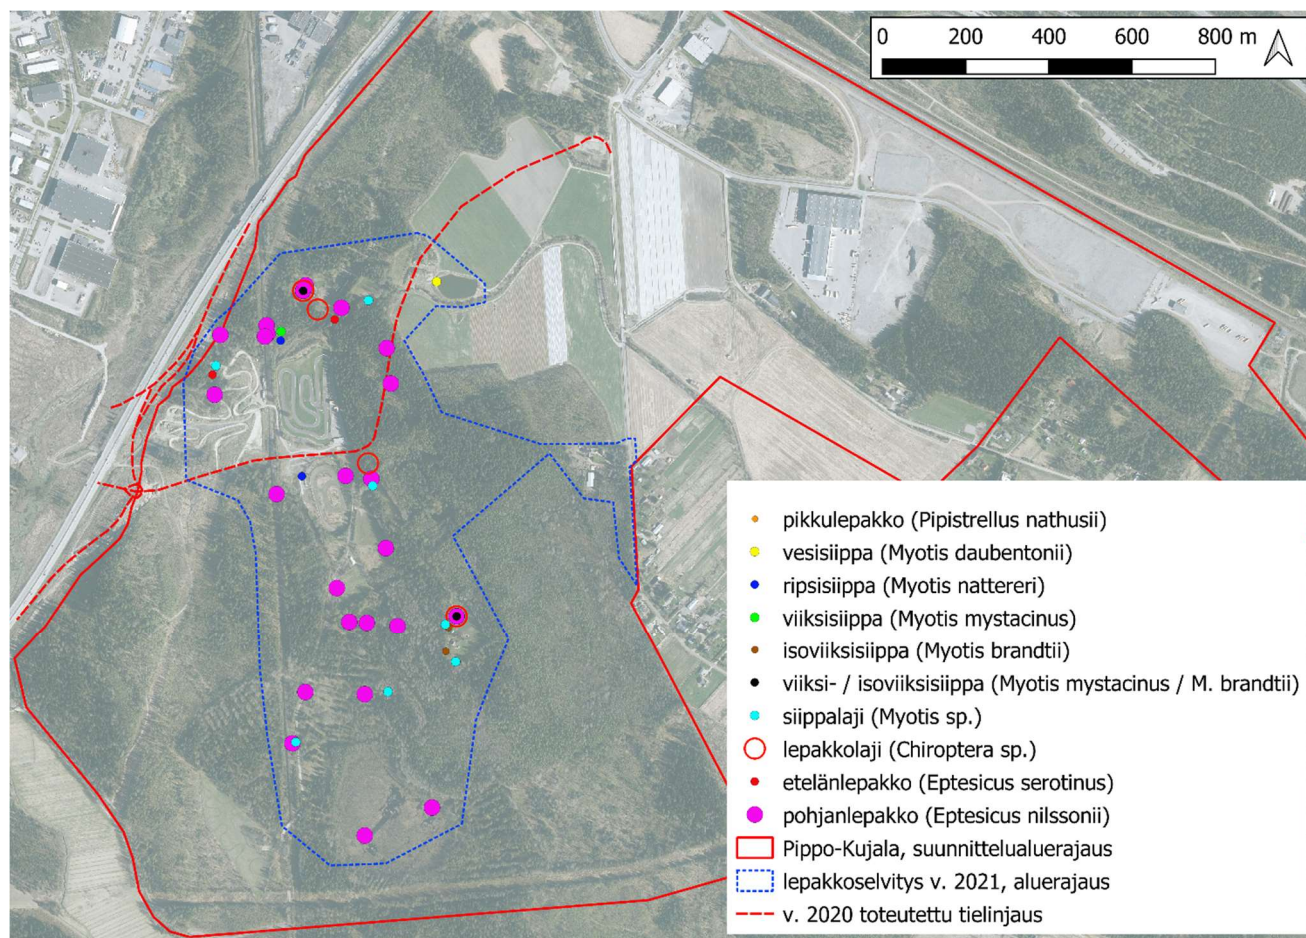 0 200 400 600 800 m
pikkulepakko (Pipistrellus nathusii)
vesisiippa (Myotis daubentonii)
ripsisiippa (Myotis nattereri)
viiksisiippa (Myotis mystacinus)
isoviiksisiippa (Myotis brandtii)
viiksi- / isoviiksisiippa (Myotis mystacinus / M. brandtii)
siippalaji (Myotis sp.)
lepakkolaji (Chiroptera sp.)
etelänlepakko (Eptesicus serotinus)
pohjanlepakko (Eptesicus nilssonii)
Pippo-Kujala, suunnittelualuerajaus
lepakkoselvitys v. 2021, aluerajaus
v. 2020 toteutettu tielinjaus